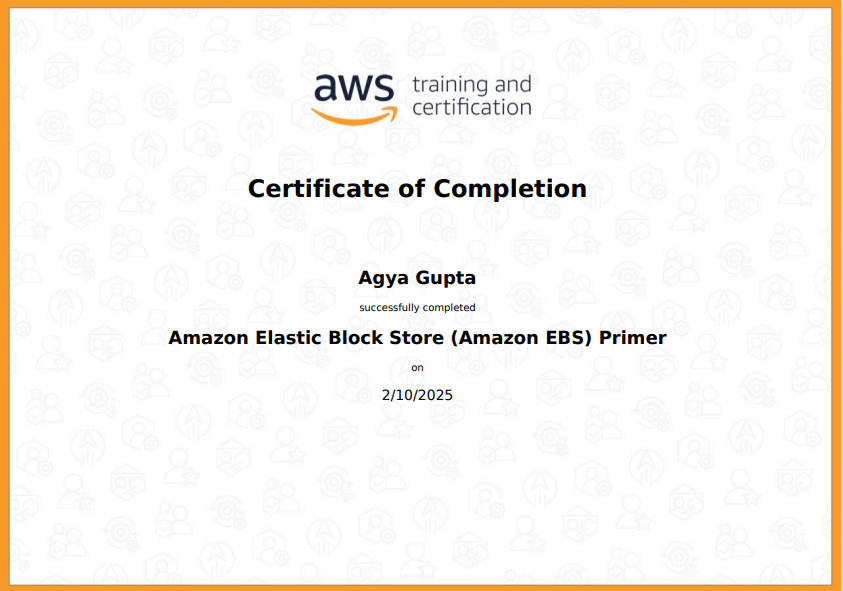 aws training and
certification
Certificate of Completion
Agya Gupta
successfully completed
Amazon Elastic Block Store (Amazon EBS) Primer
on
2/10/2025